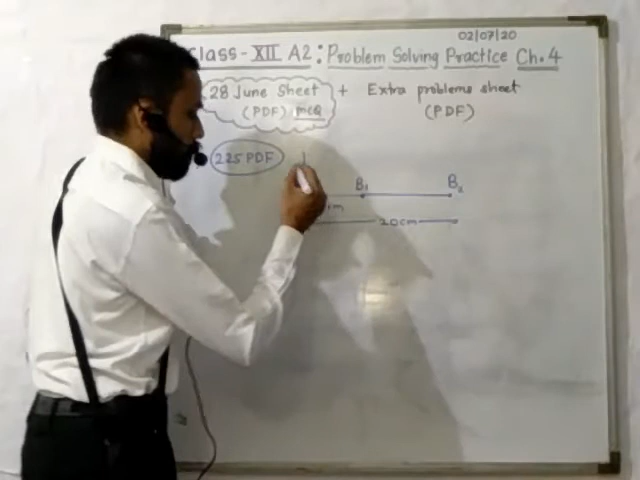 02/07/20
Class - XII A2 : Problem Solving Practice Ch. 4
28 June Sheet + Extra problems sheet
(PDF) MCQ (PDF)
225 PDF
B₁ B₂
20cm